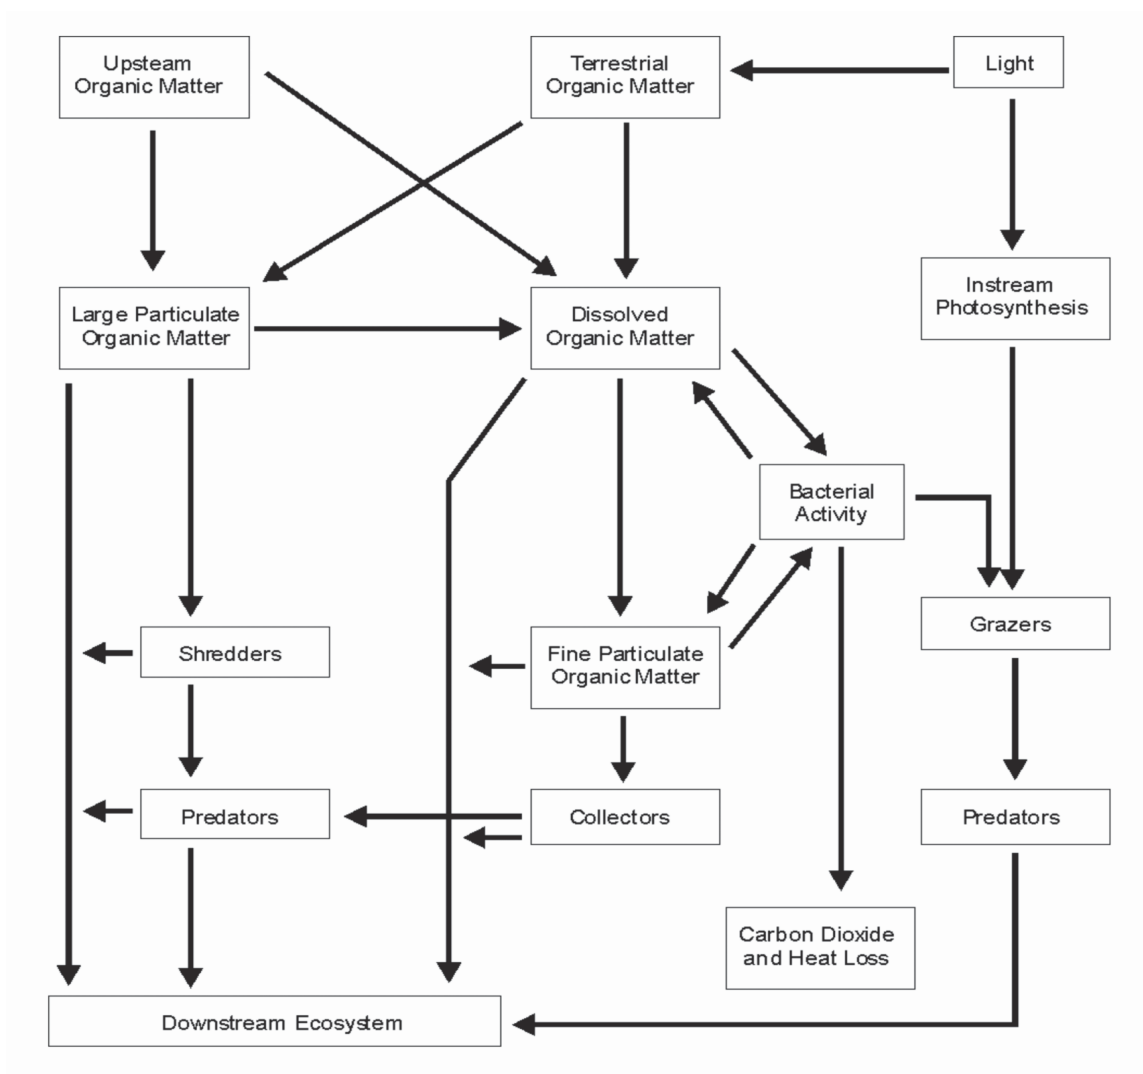 Upsteam
Organic Matter
Terrestrial
Organic Matter
Light
Large Particulate
Organic Matter
Dissolved
Organic Matter
Instream
Photosynthesis
Bacterial
Activity
Shredders
Fine Particulate
Organic Matter
Grazers
Predators
Collectors
Predators
Carbon Dioxide
and Heat Loss
Downstream Ecosystem